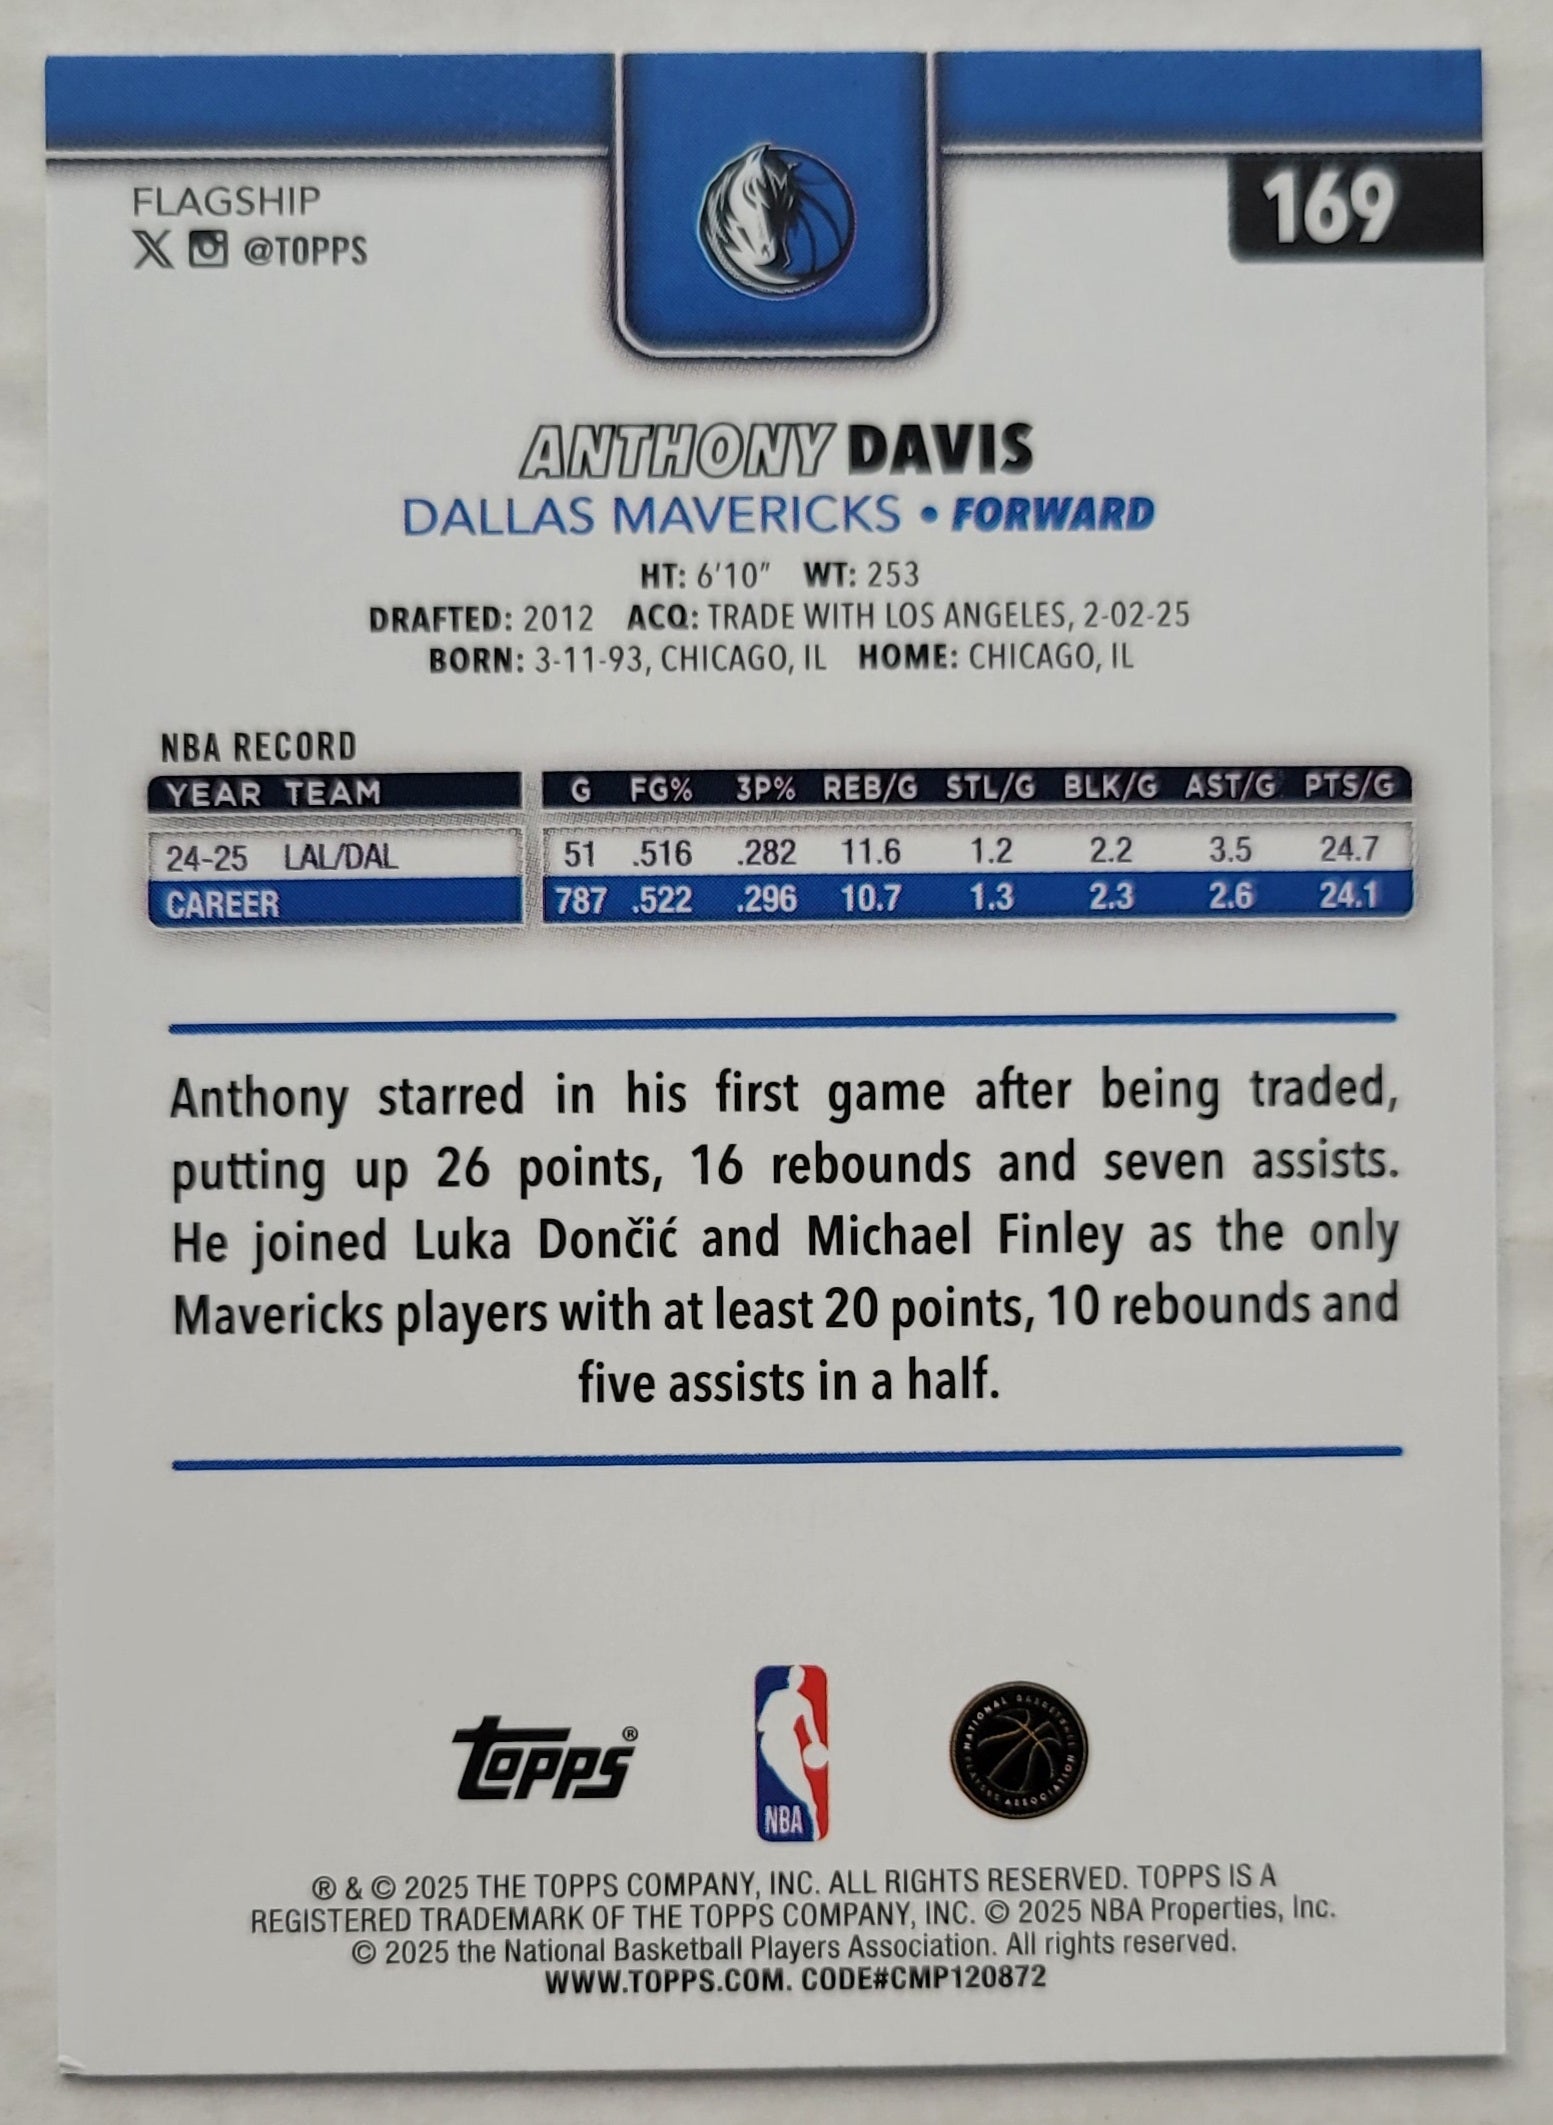 FLAGSHIP
169
X @TOPPS
ANTHONY DAVIS
DALLAS MAVERICKS • FORWARD
HT: 6'10" WT: 253
DRAFTED: 2012 ACQ: TRADE WITH LOS ANGELES, 2-02-25
BORN: 3-11-93, CHICAGO, IL HOME: CHICAGO, IL
NBA RECORD
YEAR TEAM G FG% 3P% REB/G STL/G BLK/G AST/G PTS/G
24-25 LAL/DAL 51 .516 .282 11.6 1.2 2.2 3.5 24.7
CAREER 787 .522 .296 10.7 1.3 2.3 2.6 24.1
Anthony starred in his first game after being traded,
putting up 26 points, 16 rebounds and seven assists.
He joined Luka Dončić and Michael Finley as the only
Mavericks players with at least 20 points, 10 rebounds and
five assists in a half.
TOPPS®
NBA
NATIONAL BASKETBALL PLAYERS ASSOCIATION
® & © 2025 THE TOPPS COMPANY, INC. ALL RIGHTS RESERVED. TOPPS IS A
REGISTERED TRADEMARK OF THE TOPPS COMPANY, INC. © 2025 NBA Properties, Inc.
© 2025 the National Basketball Players Association. All rights reserved.
WWW.TOPPS.COM. CODE#CMP120872